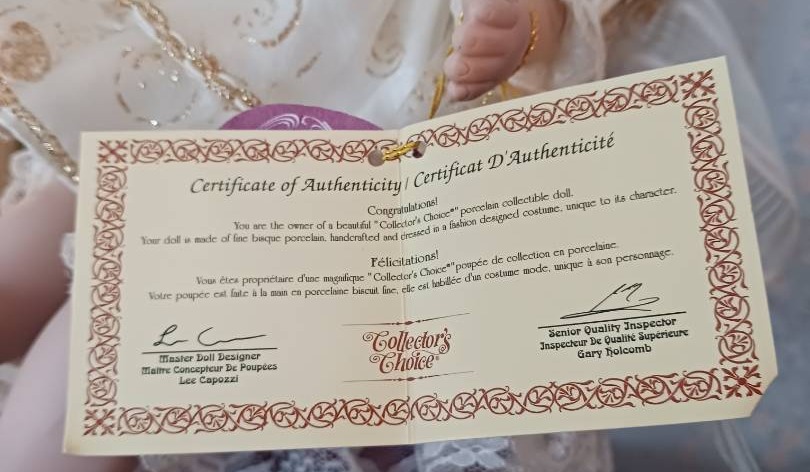 Certificate of Authenticity / Certificat D'Authenticité
Congratulations!
You are the owner of a beautiful "Collector's Choice®" porcelain collectible doll.
Your doll is made of fine bisque porcelain, handcrafted and dressed in a fashion designed costume, unique to its character.
Félicitations!
Vous êtes propriétaire d'une magnifique "Collector's Choice®" poupée de collection en porcelaine.
Votre poupée est faite à la main en porcelaine biscuit fine, elle est habillée d'un costume mode, unique à son personnage.
Master Doll Designer
Maître Concepteur De Poupées
Lee Capozzi
Collector's
Choice®
Senior Quality Inspector
Inspecteur De Qualité Supérieure
Gary Holcomb